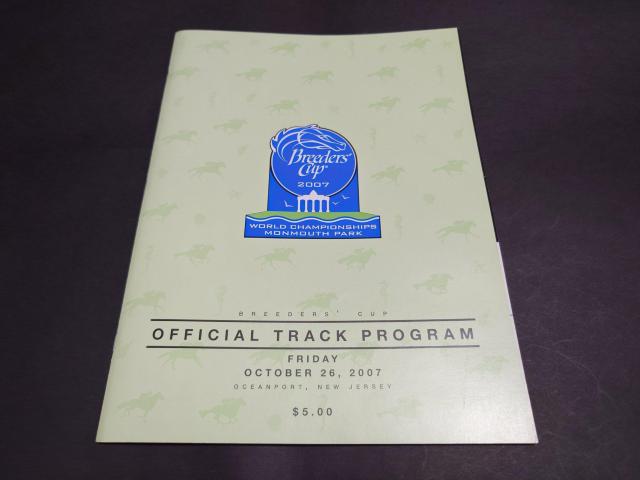 Breeders'
Cup
2007
WORLD CHAMPIONSHIPS
MONMOUTH PARK
BREEDERS' CUP
OFFICIAL TRACK PROGRAM
FRIDAY
OCTOBER 26, 2007
OCEANPORT, NEW JERSEY
$5.00